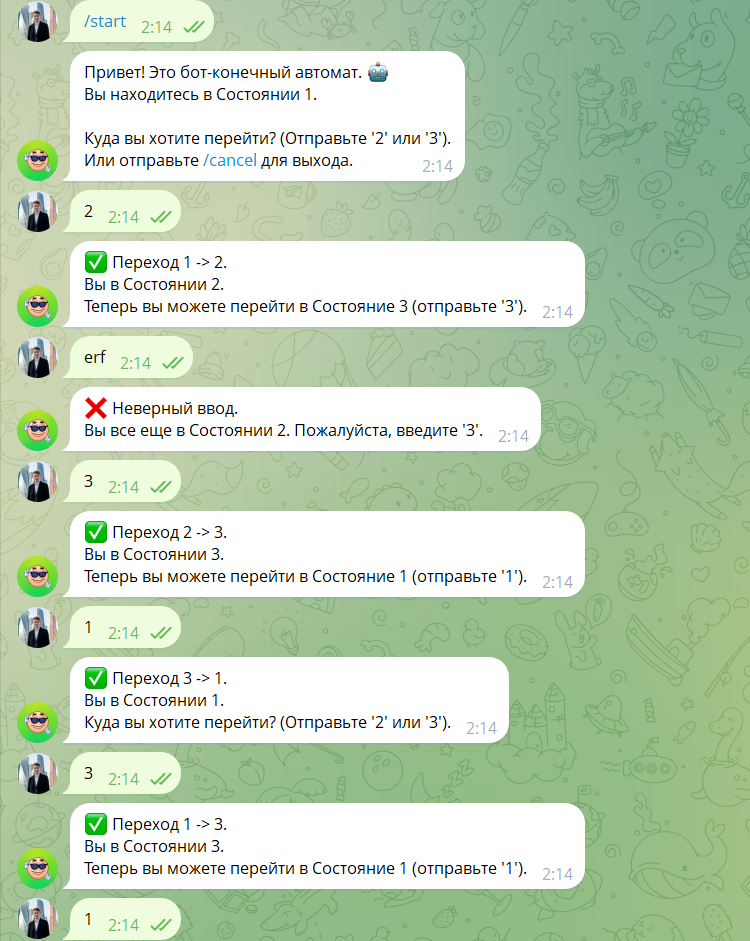 /start 2:14
Привет! Это бот-конечный автомат. 🤖
Вы находитесь в Состоянии 1.
Куда вы хотите перейти? (Отправьте '2' или '3').
Или отправьте /cancel для выхода. 2:14
2 2:14
✅ Переход 1 -> 2.
Вы в Состоянии 2.
Теперь вы можете перейти в Состояние 3 (отправьте '3'). 2:14
erf 2:14
❌ Неверный ввод.
Вы все еще в Состоянии 2. Пожалуйста, введите '3'. 2:14
3 2:14
✅ Переход 2 -> 3.
Вы в Состоянии 3.
Теперь вы можете перейти в Состояние 1 (отправьте '1'). 2:14
1 2:14
✅ Переход 3 -> 1.
Вы в Состоянии 1.
Куда вы хотите перейти? (Отправьте '2' или '3'). 2:14
3 2:14
✅ Переход 1 -> 3.
Вы в Состоянии 3.
Теперь вы можете перейти в Состояние 1 (отправьте '1'). 2:14
1 2:14